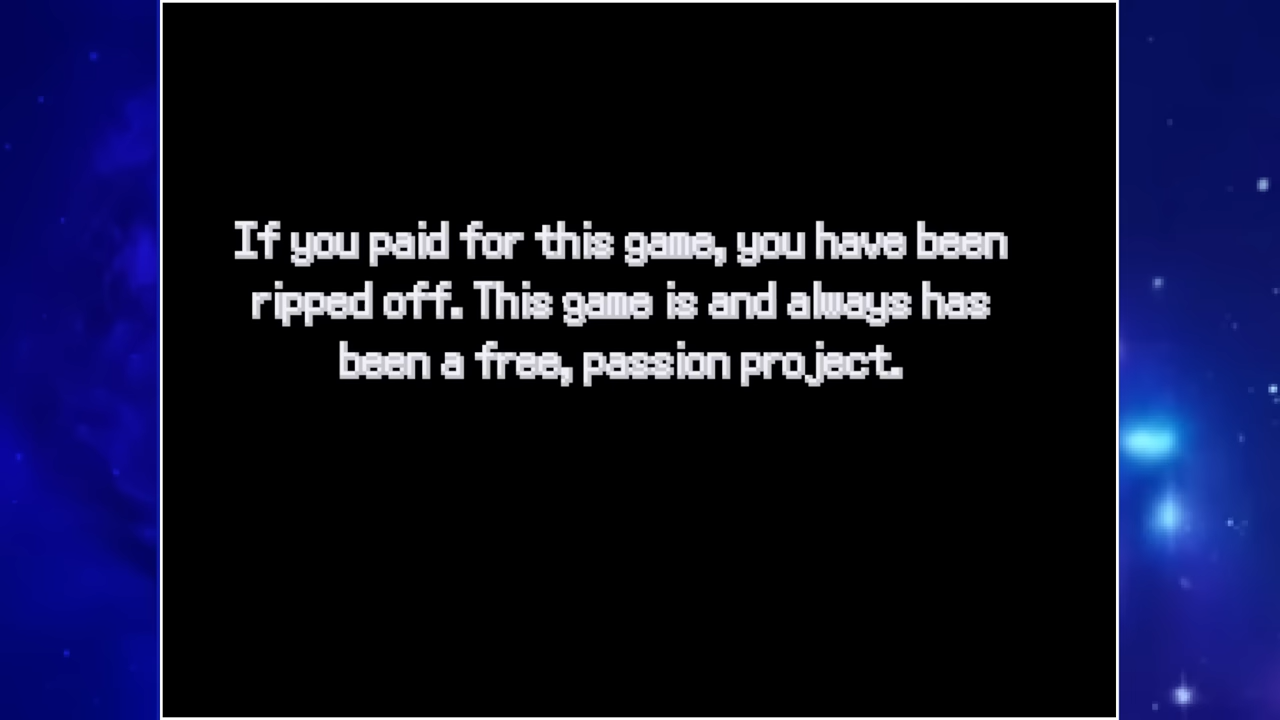 If you paid for this game, you have been
ripped off. This game is and always has
been a free, passion project.